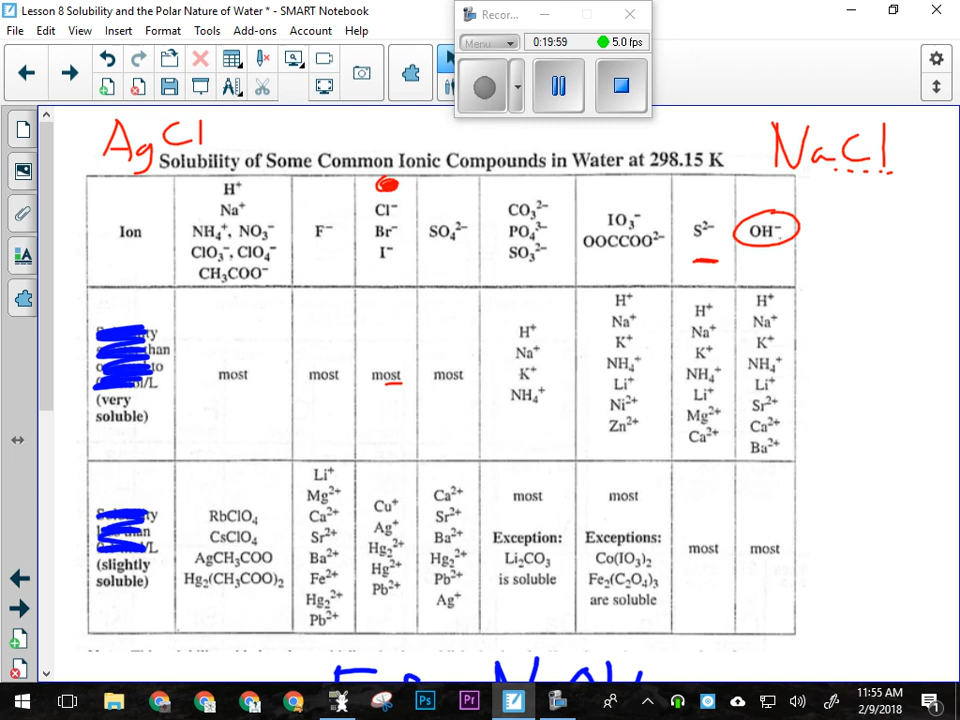 Lesson 8 Solubility and the Polar Nature of Water * - SMART Notebook
Recor...
File Edit View Insert Format Tools Add-ons Account Help
Menu
0:19:59
5.0 fps
AgCl
NaCl
Solubility of Some Common Ionic Compounds in Water at 298.15 K
Ion
H⁺
Na⁺
NH₄⁺, NO₃⁻
ClO₃⁻, ClO₄⁻
CH₃COO⁻
F⁻
Cl⁻
Br⁻
I⁻
SO₄²⁻
CO₃²⁻
PO₄³⁻
SO₃²⁻
IO₃⁻
OOCCOO²⁻
S²⁻
OH⁻
(very
soluble)
most
most
most
most
H⁺
Na⁺
K⁺
NH₄⁺
H⁺
Na⁺
K⁺
NH₄⁺
Li⁺
Ni²⁺
Zn²⁺
H⁺
Na⁺
K⁺
NH₄⁺
Li⁺
Mg²⁺
Ca²⁺
H⁺
Na⁺
K⁺
NH₄⁺
Li⁺
Sr²⁺
Ca²⁺
Ba²⁺
(slightly
soluble)
RbClO₄
CsClO₄
AgCH₃COO
Hg₂(CH₃COO)₂
Li⁺
Mg²⁺
Ca²⁺
Sr²⁺
Ba²⁺
Fe²⁺
Hg₂²⁺
Pb²⁺
Cu⁺
Ag⁺
Hg₂²⁺
Hg²⁺
Pb²⁺
Ca²⁺
Sr²⁺
Ba²⁺
Hg₂²⁺
Pb²⁺
Ag⁺
most
Exception:
Li₂CO₃
is soluble
most
Exceptions:
Co(IO₃)₂
Fe₂(C₂O₄)₃
are soluble
most
most
11:55 AM
2/9/2018
1
Ps
Pr